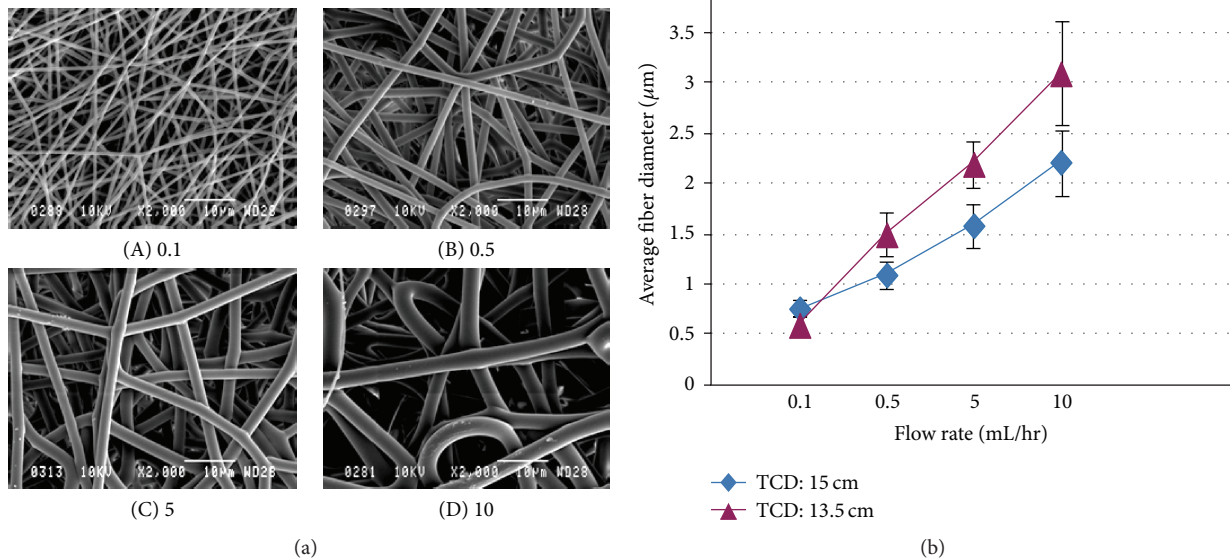 0289 10KV X2,000 10μm WD28
(A) 0.1
0297 10KV X2,000 10μm WD28
(B) 0.5
0313 10KV X2,000 10μm WD28
(C) 5
0281 10KV X2,000 10μm WD28
(D) 10
(a)
Average fiber diameter (μm)
3.5
3
2.5
2
1.5
1
0.5
0
0.1 0.5 5 10
Flow rate (mL/hr)
TCD: 15 cm
TCD: 13.5 cm
(b)